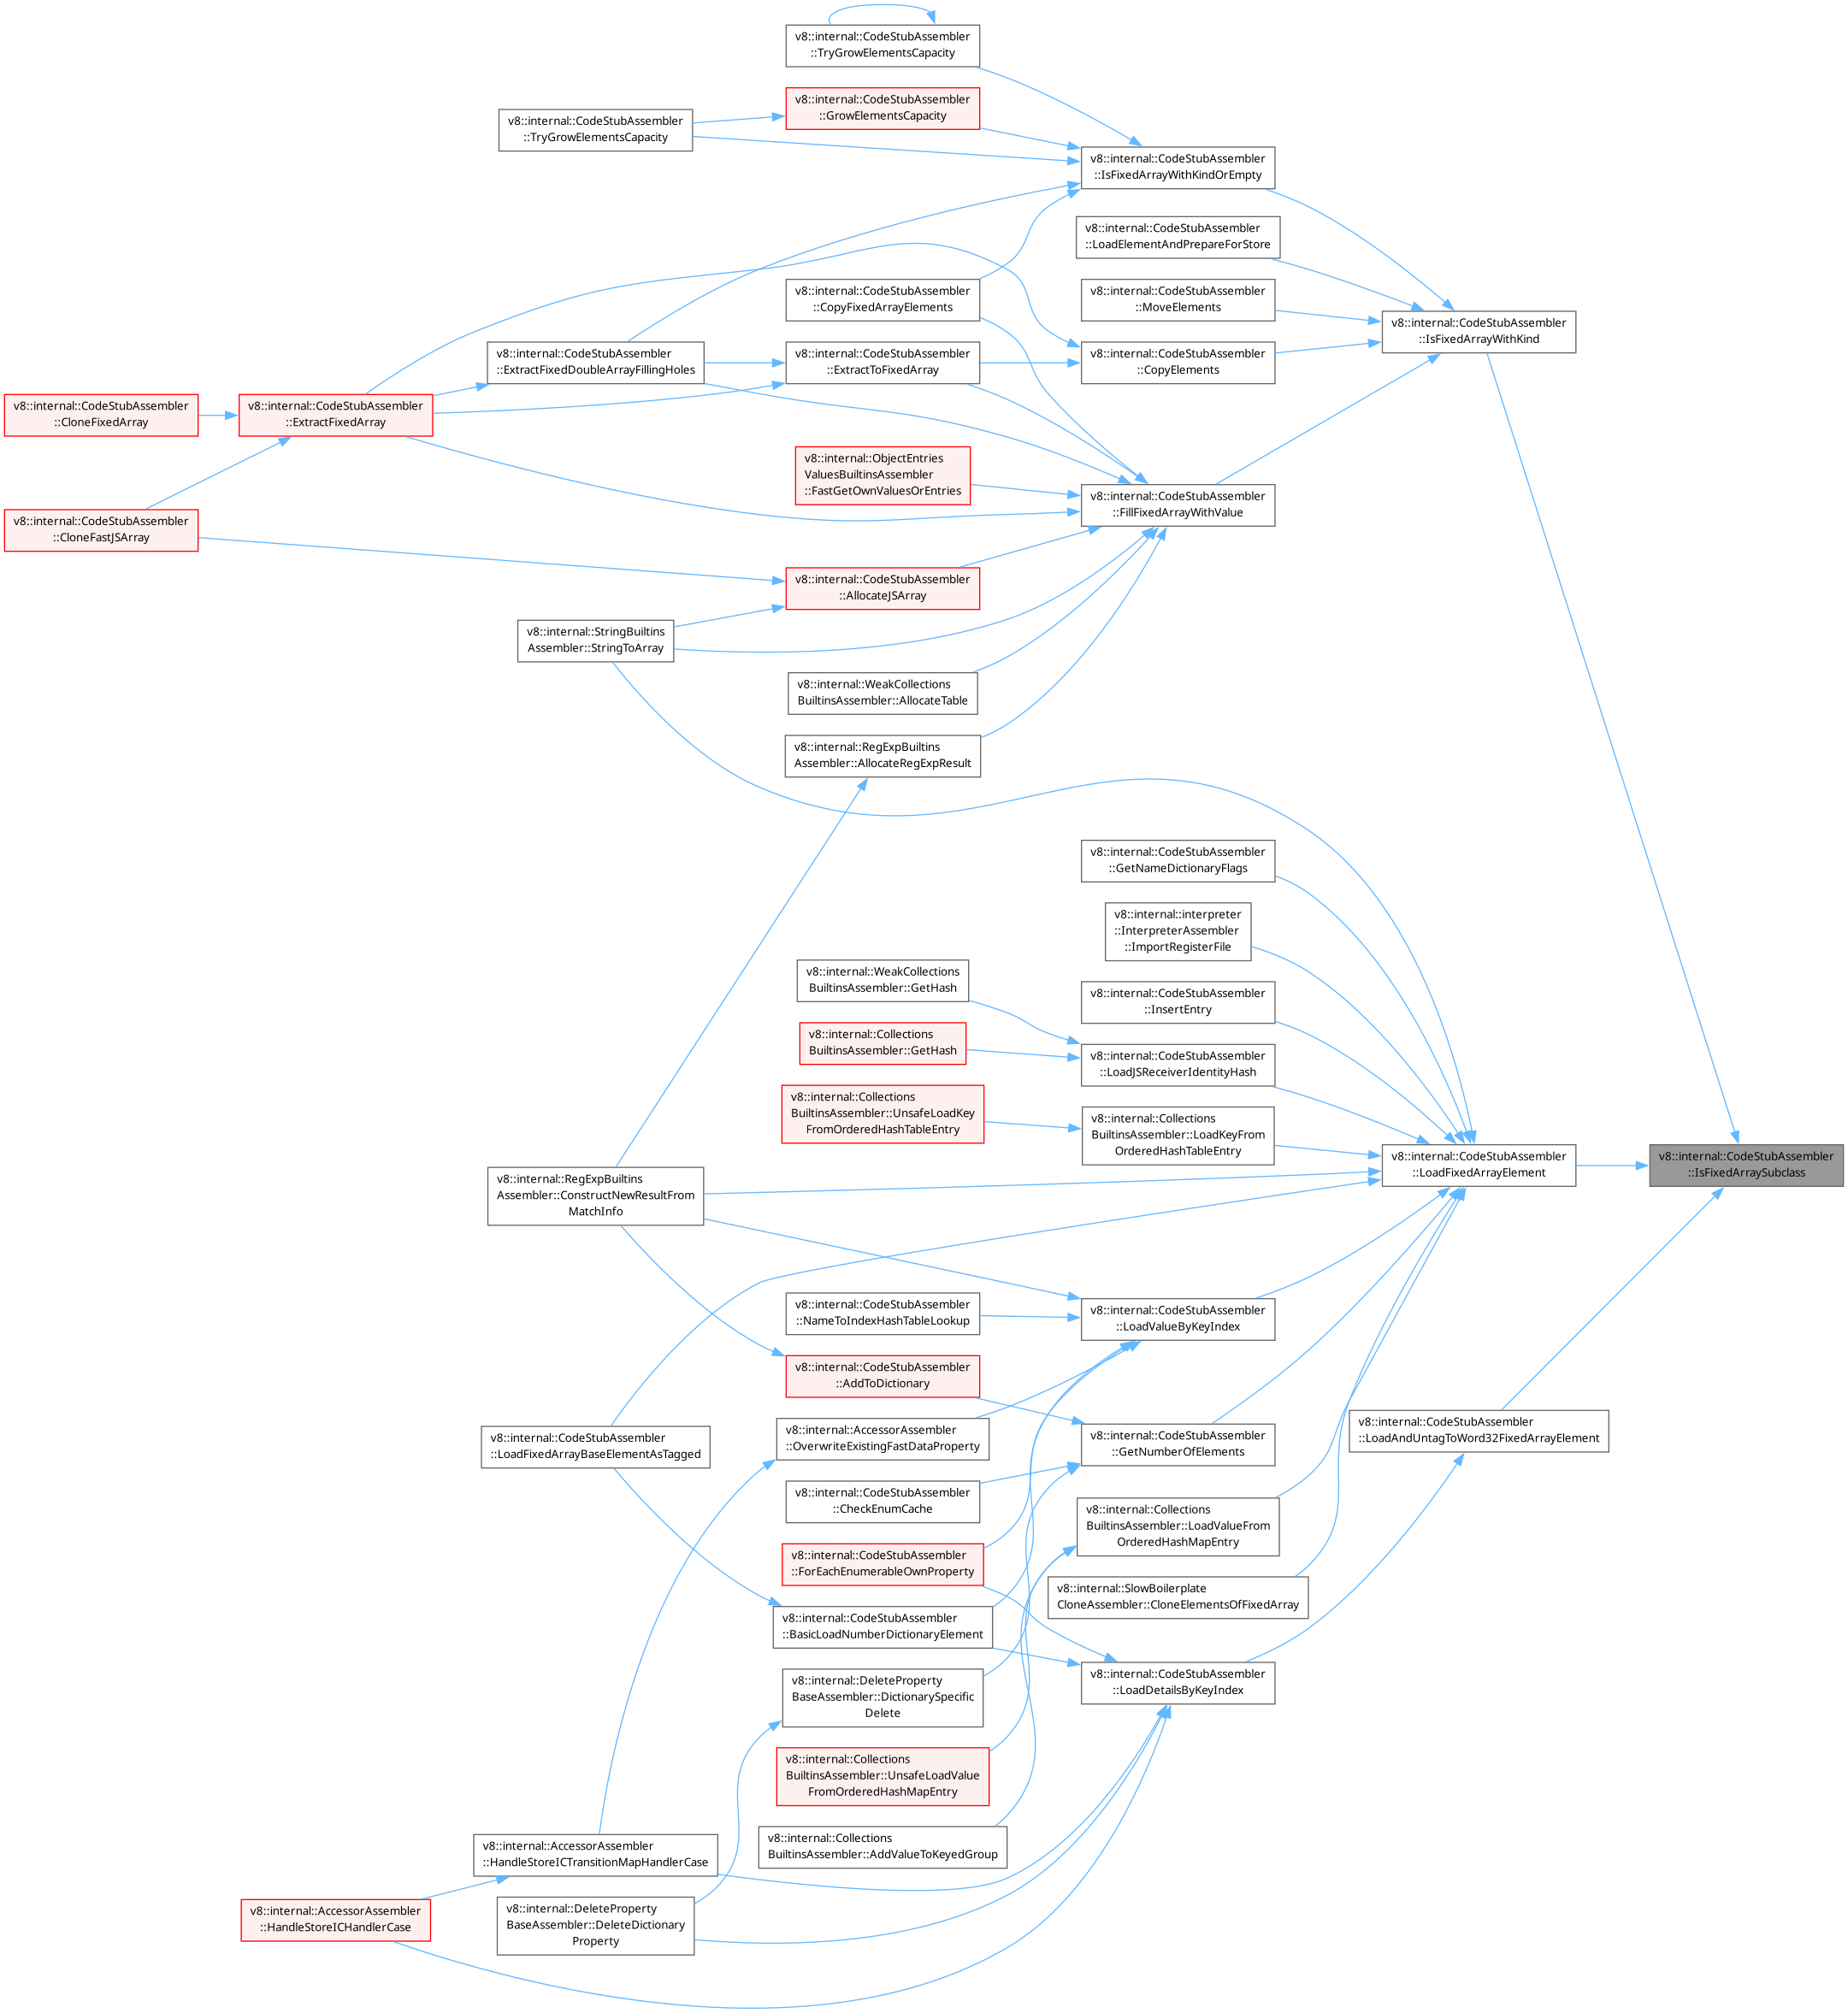 v8::internal::CodeStubAssembler
::TryGrowElementsCapacity
v8::internal::CodeStubAssembler
::GrowElementsCapacity
v8::internal::CodeStubAssembler
::TryGrowElementsCapacity
v8::internal::CodeStubAssembler
::IsFixedArrayWithKindOrEmpty
v8::internal::CodeStubAssembler
::LoadElementAndPrepareForStore
v8::internal::CodeStubAssembler
::CopyFixedArrayElements
v8::internal::CodeStubAssembler
::MoveElements
v8::internal::CodeStubAssembler
::IsFixedArrayWithKind
v8::internal::CodeStubAssembler
::ExtractFixedDoubleArrayFillingHoles
v8::internal::CodeStubAssembler
::ExtractToFixedArray
v8::internal::CodeStubAssembler
::CopyElements
v8::internal::CodeStubAssembler
::CloneFixedArray
v8::internal::CodeStubAssembler
::ExtractFixedArray
v8::internal::ObjectEntries
ValuesBuiltinsAssembler
::FastGetOwnValuesOrEntries
v8::internal::CodeStubAssembler
::FillFixedArrayWithValue
v8::internal::CodeStubAssembler
::CloneFastJSArray
v8::internal::CodeStubAssembler
::AllocateJSArray
v8::internal::StringBuiltins
Assembler::StringToArray
v8::internal::WeakCollections
BuiltinsAssembler::AllocateTable
v8::internal::RegExpBuiltins
Assembler::AllocateRegExpResult
v8::internal::CodeStubAssembler
::GetNameDictionaryFlags
v8::internal::interpreter
::InterpreterAssembler
::ImportRegisterFile
v8::internal::WeakCollections
BuiltinsAssembler::GetHash
v8::internal::CodeStubAssembler
::InsertEntry
v8::internal::Collections
BuiltinsAssembler::GetHash
v8::internal::CodeStubAssembler
::LoadJSReceiverIdentityHash
v8::internal::Collections
BuiltinsAssembler::UnsafeLoadKey
FromOrderedHashTableEntry
v8::internal::Collections
BuiltinsAssembler::LoadKeyFrom
OrderedHashTableEntry
v8::internal::RegExpBuiltins
Assembler::ConstructNewResultFrom
MatchInfo
v8::internal::CodeStubAssembler
::LoadFixedArrayElement
v8::internal::CodeStubAssembler
::IsFixedArraySubclass
v8::internal::CodeStubAssembler
::NameToIndexHashTableLookup
v8::internal::CodeStubAssembler
::LoadValueByKeyIndex
v8::internal::CodeStubAssembler
::AddToDictionary
v8::internal::CodeStubAssembler
::LoadFixedArrayBaseElementAsTagged
v8::internal::AccessorAssembler
::OverwriteExistingFastDataProperty
v8::internal::CodeStubAssembler
::GetNumberOfElements
v8::internal::CodeStubAssembler
::LoadAndUntagToWord32FixedArrayElement
v8::internal::CodeStubAssembler
::CheckEnumCache
v8::internal::Collections
BuiltinsAssembler::LoadValueFrom
OrderedHashMapEntry
v8::internal::CodeStubAssembler
::ForEachEnumerableOwnProperty
v8::internal::SlowBoilerplate
CloneAssembler::CloneElementsOfFixedArray
v8::internal::CodeStubAssembler
::BasicLoadNumberDictionaryElement
v8::internal::DeleteProperty
BaseAssembler::DictionarySpecific
Delete
v8::internal::CodeStubAssembler
::LoadDetailsByKeyIndex
v8::internal::Collections
BuiltinsAssembler::UnsafeLoadValue
FromOrderedHashMapEntry
v8::internal::AccessorAssembler
::HandleStoreICTransitionMapHandlerCase
v8::internal::Collections
BuiltinsAssembler::AddValueToKeyedGroup
v8::internal::AccessorAssembler
::HandleStoreICHandlerCase
v8::internal::DeleteProperty
BaseAssembler::DeleteDictionary
Property